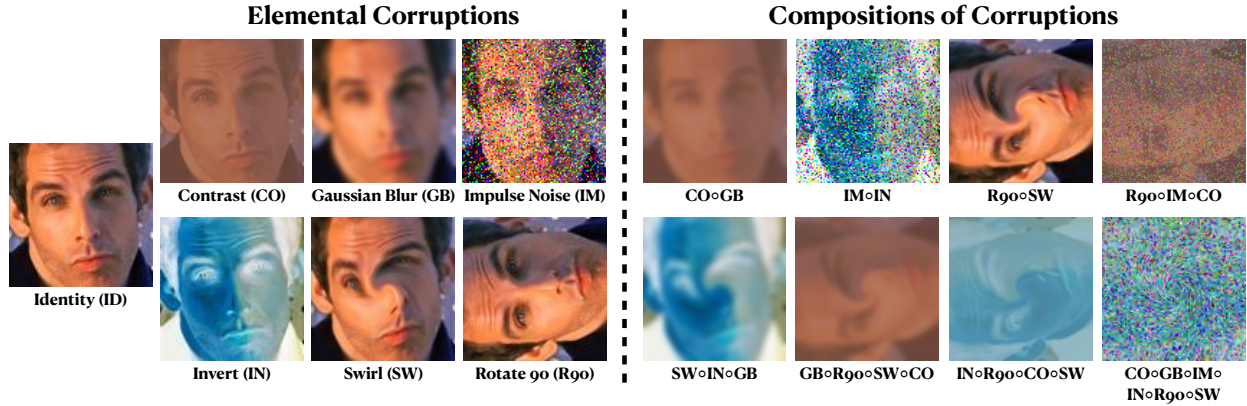 Elemental Corruptions
Compositions of Corruptions
Identity (ID)
Contrast (CO)
Gaussian Blur (GB)
Impulse Noise (IM)
Invert (IN)
Swirl (SW)
Rotate 90 (R90)
CO∘GB
IM∘IN
R90∘SW
R90∘IM∘CO
SW∘IN∘GB
GB∘R90∘SW∘CO
IN∘R90∘CO∘SW
CO∘GB∘IM∘
IN∘R90∘SW